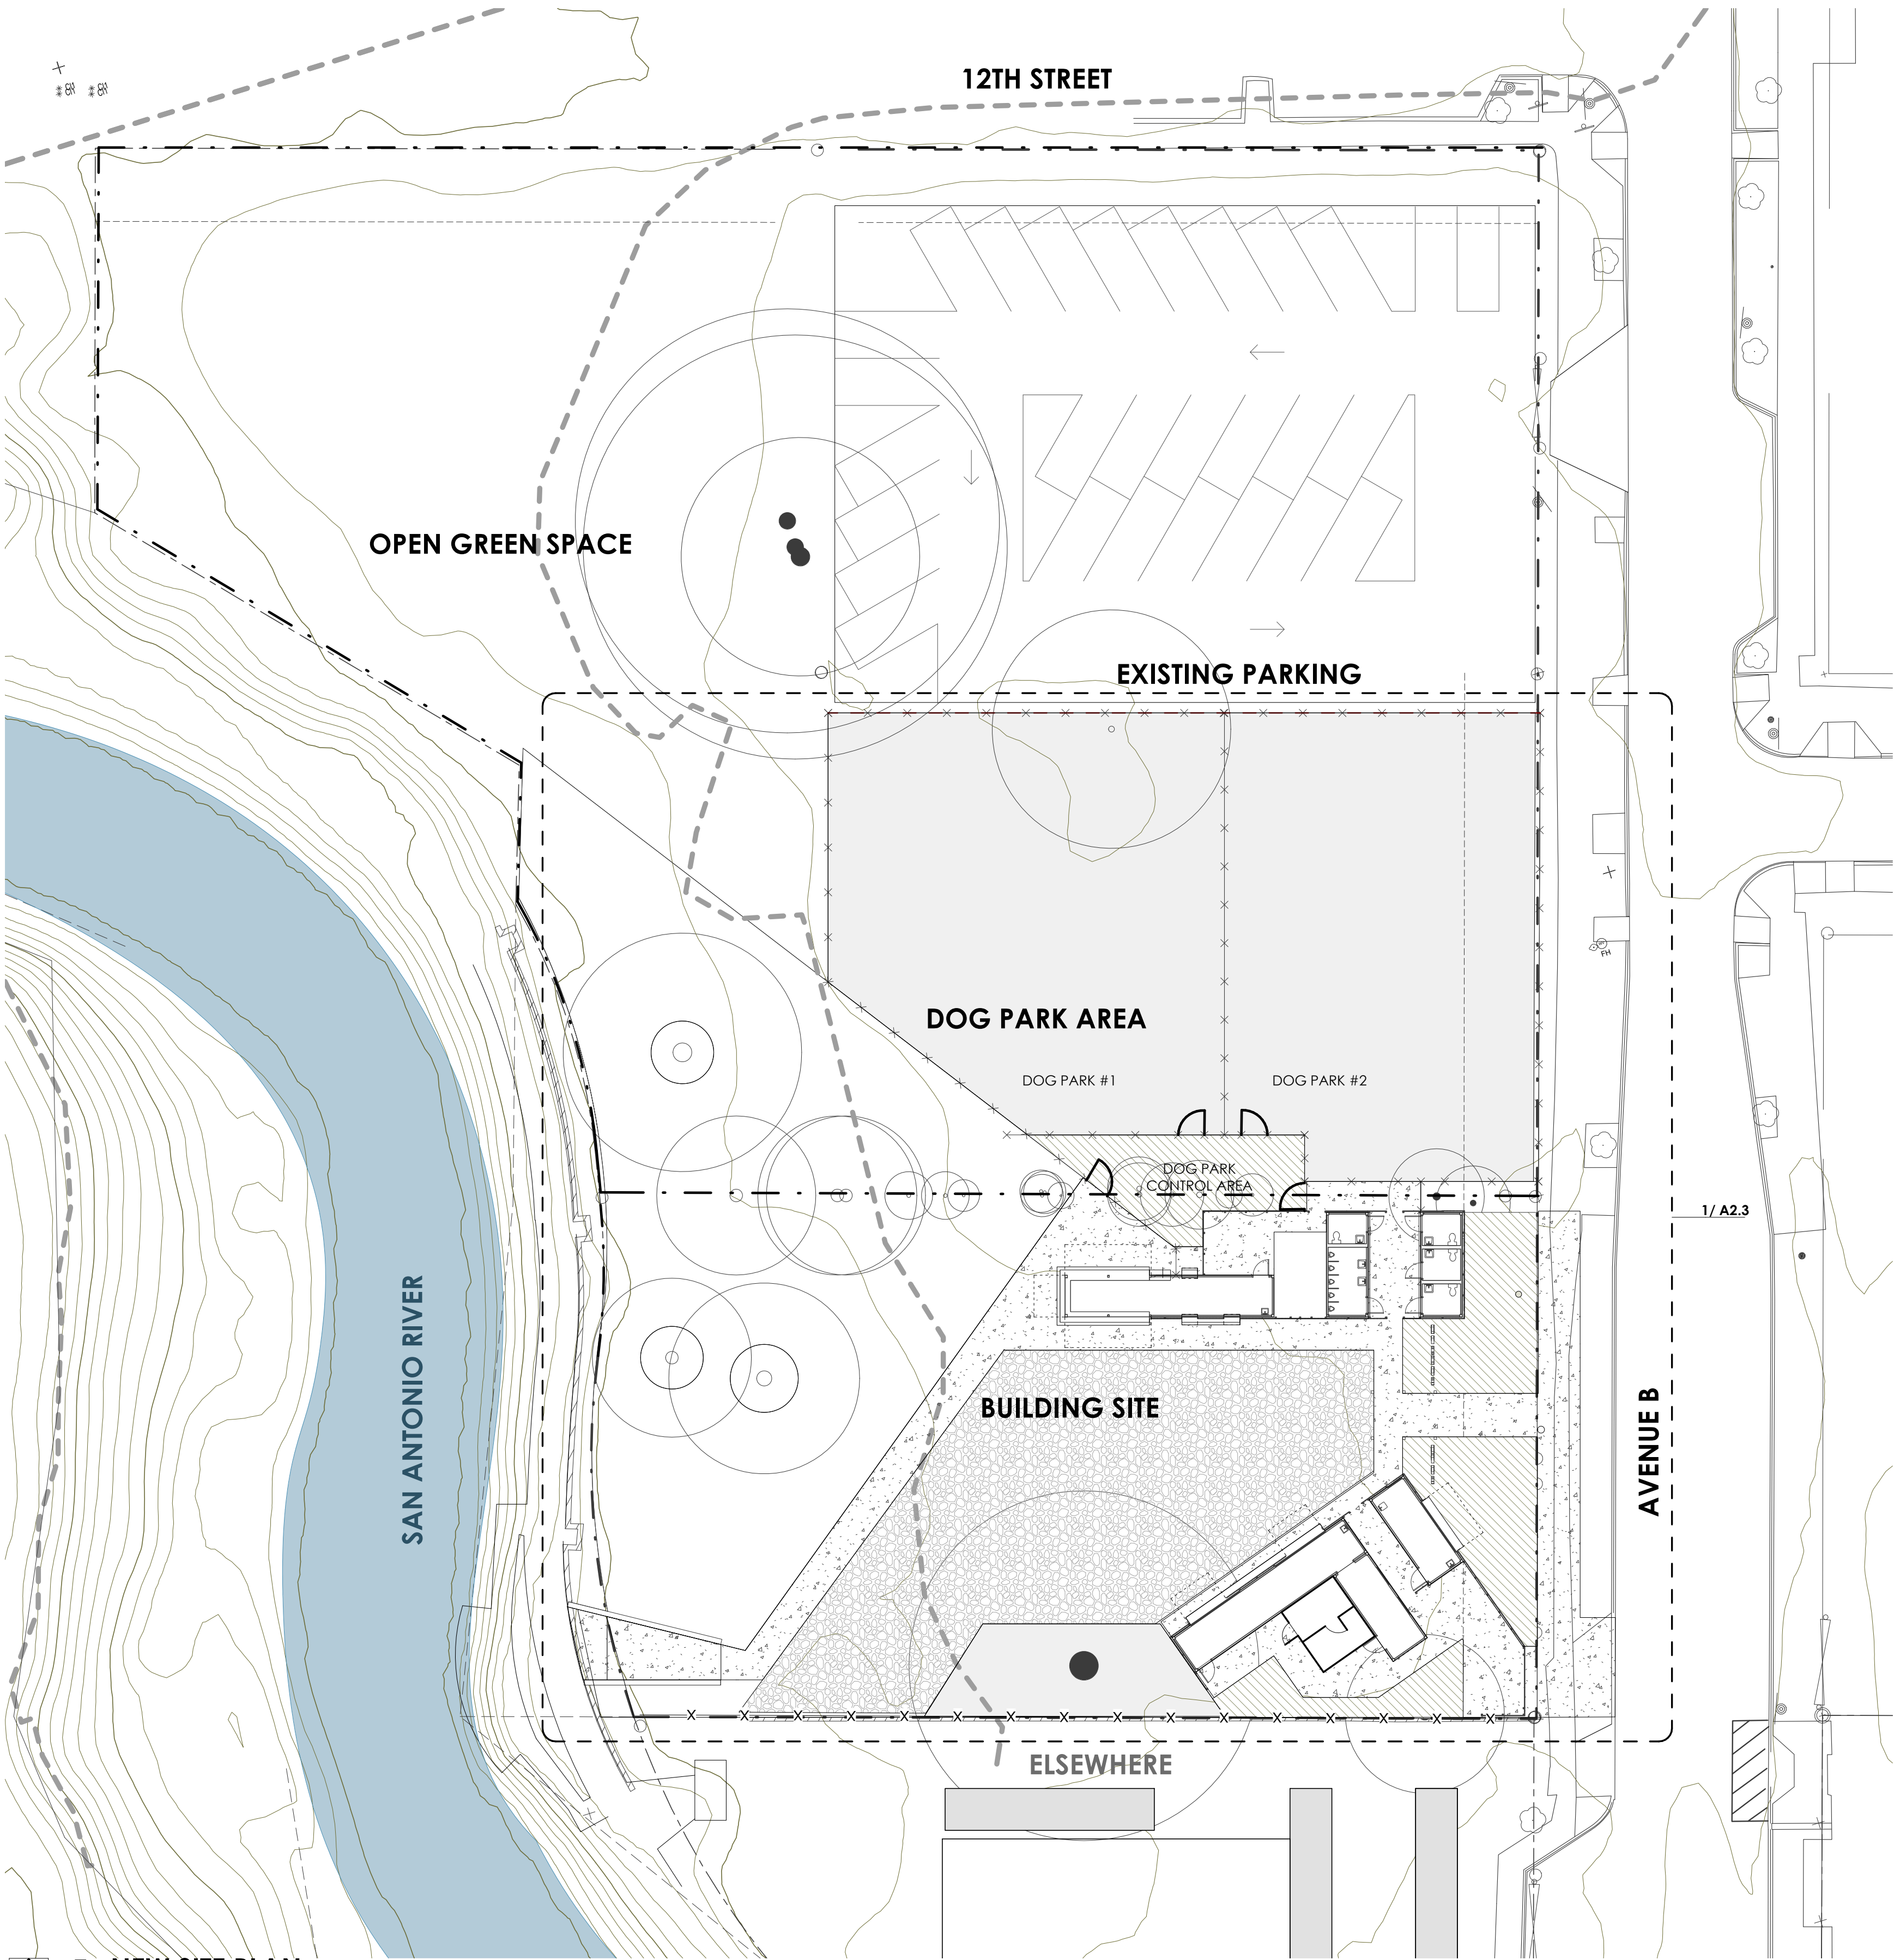 12TH STREET
OPEN GREEN SPACE
EXISTING PARKING
FH
DOG PARK AREA
DOG PARK #1
DOG PARK #2
DOG PARK
CONTROL AREA
1/ A2.3
SAN ANTONIO RIVER
BUILDING SITE
AVENUE B
ELSEWHERE